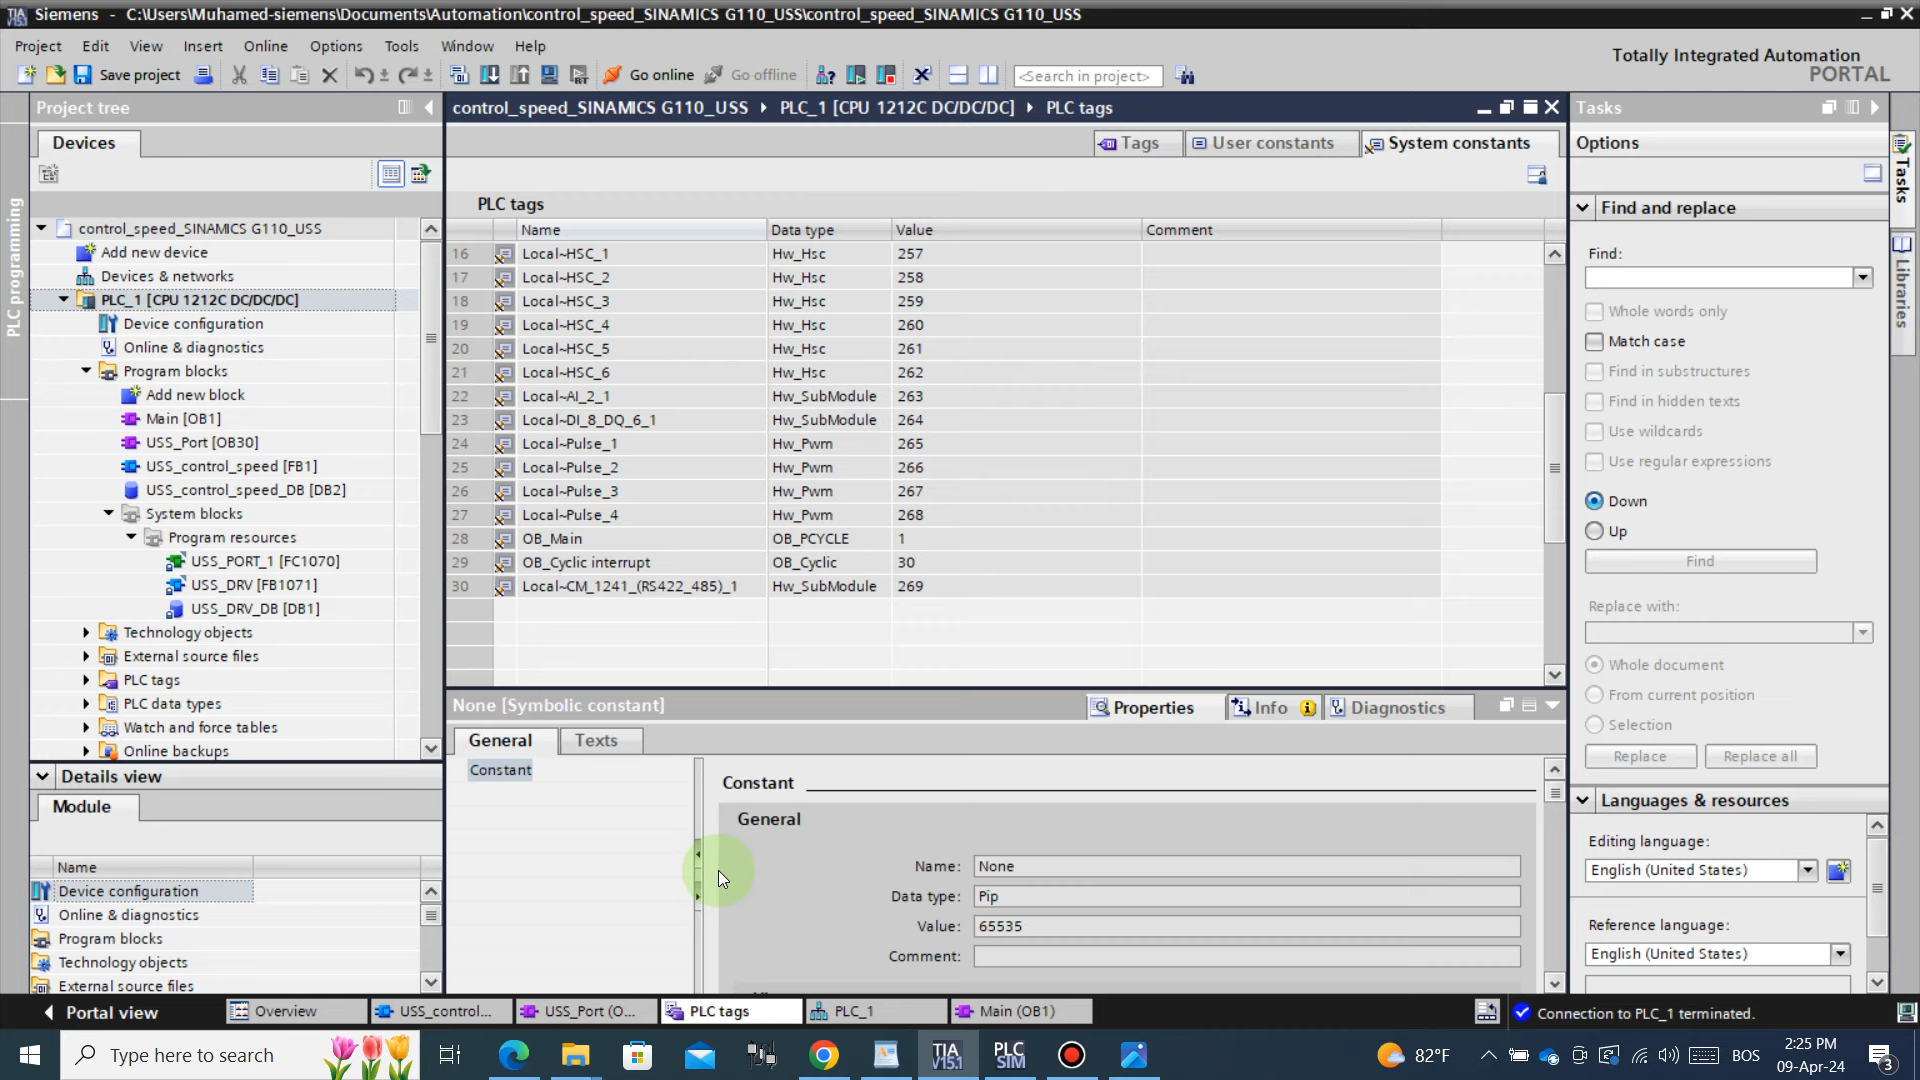 Siemens - C:\Users\Muhamed-siemens\Documents\Automation\control_speed_SINAMICS G110_USS\control_speed_SINAMICS G110_USS
Project Edit View Insert Online Options Tools Window Help
Totally Integrated Automation
PORTAL
Save project
Go online
Go offline
<Search in project>
Project tree
Devices
PLC programming
control_speed_SINAMICS G110_USS
Add new device
Devices & networks
PLC_1 [CPU 1212C DC/DC/DC]
Device configuration
Online & diagnostics
Program blocks
Add new block
Main [OB1]
USS_Port [OB30]
USS_control_speed [FB1]
USS_control_speed_DB [DB2]
System blocks
Program resources
USS_PORT_1 [FC1070]
USS_DRV [FB1071]
USS_DRV_DB [DB1]
Technology objects
External source files
PLC tags
PLC data types
Watch and force tables
Online backups
Details view
Module
Name
Device configuration
Online & diagnostics
Program blocks
Technology objects
External source files
control_speed_SINAMICS G110_USS PLC_1 [CPU 1212C DC/DC/DC] PLC tags
Tags User constants System constants
PLC tags
Name Data type Value Comment
16 Local~HSC_1 Hw_Hsc 257
17 Local~HSC_2 Hw_Hsc 258
18 Local~HSC_3 Hw_Hsc 259
19 Local~HSC_4 Hw_Hsc 260
20 Local~HSC_5 Hw_Hsc 261
21 Local~HSC_6 Hw_Hsc 262
22 Local~AI_2_1 Hw_SubModule 263
23 Local~DI_8_DQ_6_1 Hw_SubModule 264
24 Local~Pulse_1 Hw_Pwm 265
25 Local~Pulse_2 Hw_Pwm 266
26 Local~Pulse_3 Hw_Pwm 267
27 Local~Pulse_4 Hw_Pwm 268
28 OB_Main OB_PCYCLE 1
29 OB_Cyclic interrupt OB_Cyclic 30
30 Local~CM_1241_(RS422_485)_1 Hw_SubModule 269
None [Symbolic constant]
Properties Info Diagnostics
General Texts
Constant
Constant
General
Name: None
Data type: Pip
Value: 65535
Comment:
Tasks
Options
Find and replace
Find:
Whole words only
Match case
Find in substructures
Find in hidden texts
Use wildcards
Use regular expressions
Down
Up
Find
Replace with:
Whole document
From current position
Selection
Replace Replace all
Languages & resources
Editing language:
English (United States)
Reference language:
English (United States)
Tasks
Libraries
Portal view Overview USS_control... USS_Port (O... PLC tags PLC_1 Main (OB1) Connection to PLC_1 terminated.
Type here to search
TIA
V15.1
PLC
SIM
82°F
BOS
2:25 PM
09-Apr-24
3